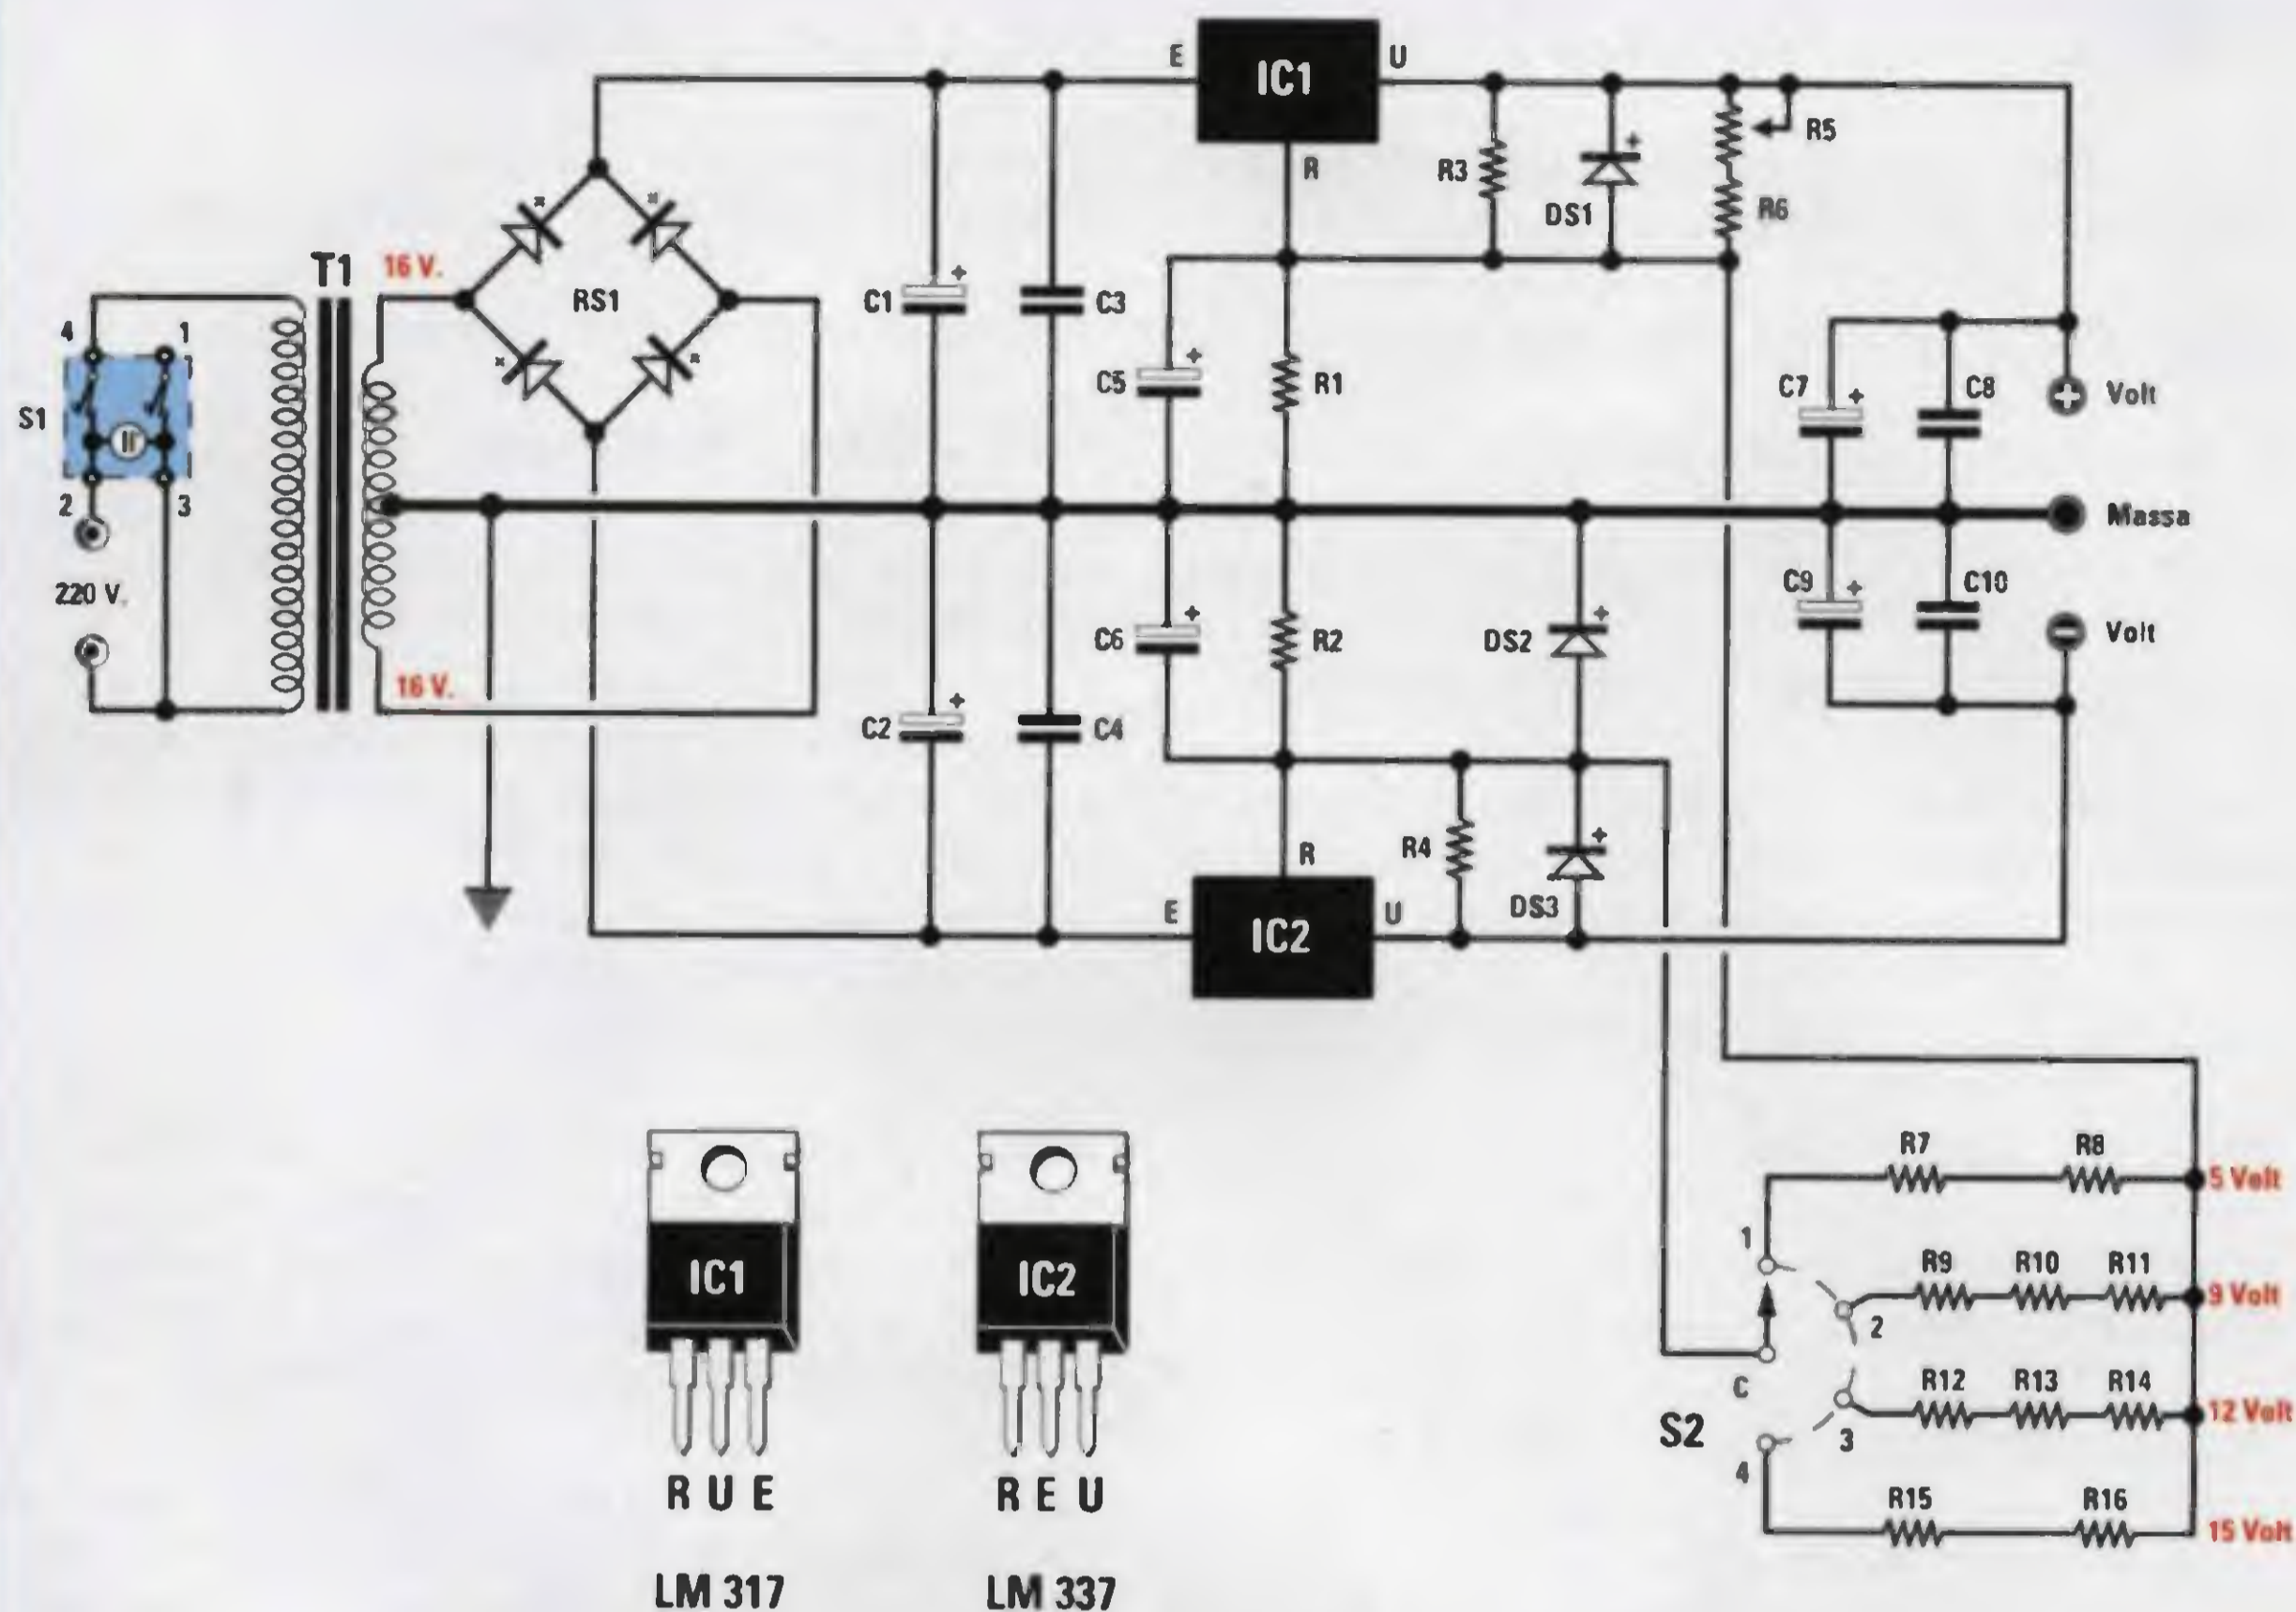 E
IC1
U
R
R3
DS1
+
R5
R6
T1
16 V.
RS1
C1
+
C3
C5
+
R1
4
1
S1
2
3
220 V.
16 V.
C7
+
C8
+
Volt
Massa
C9
+
C10
-
Volt
C6
+
R2
DS2
+
C2
+
C4
R
R4
DS3
+
E
IC2
U
R7
R8
5 Volt
1
R9
R10
R11
9 Volt
2
C
R12
R13
R14
12 Volt
S2
3
4
R15
R16
15 Volt
IC1
R U E
LM 317
IC2
R E U
LM 337